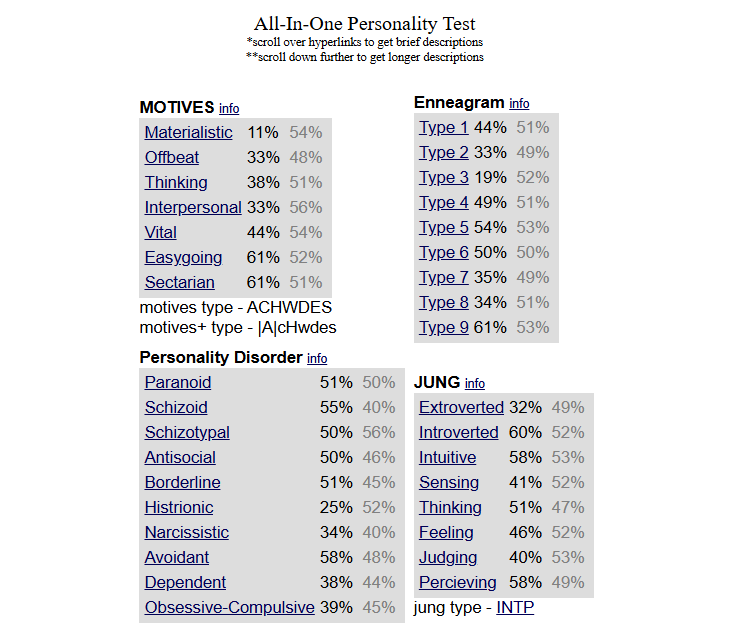 All-In-One Personality Test
*scroll over hyperlinks to get brief descriptions
**scroll down further to get longer descriptions
MOTIVES info
Materialistic 11% 54%
Offbeat 33% 48%
Thinking 38% 51%
Interpersonal 33% 56%
Vital 44% 54%
Easygoing 61% 52%
Sectarian 61% 51%
motives type - ACHWDES
motives+ type - |A|cHwdes
Enneagram info
Type 1 44% 51%
Type 2 33% 49%
Type 3 19% 52%
Type 4 49% 51%
Type 5 54% 53%
Type 6 50% 50%
Type 7 35% 49%
Type 8 34% 51%
Type 9 61% 53%
Personality Disorder info
Paranoid 51% 50%
Schizoid 55% 40%
Schizotypal 50% 56%
Antisocial 50% 46%
Borderline 51% 45%
Histrionic 25% 52%
Narcissistic 34% 40%
Avoidant 58% 48%
Dependent 38% 44%
Obsessive-Compulsive 39% 45%
JUNG info
Extroverted 32% 49%
Introverted 60% 52%
Intuitive 58% 53%
Sensing 41% 52%
Thinking 51% 47%
Feeling 46% 52%
Judging 40% 53%
Percieving 58% 49%
jung type - INTP